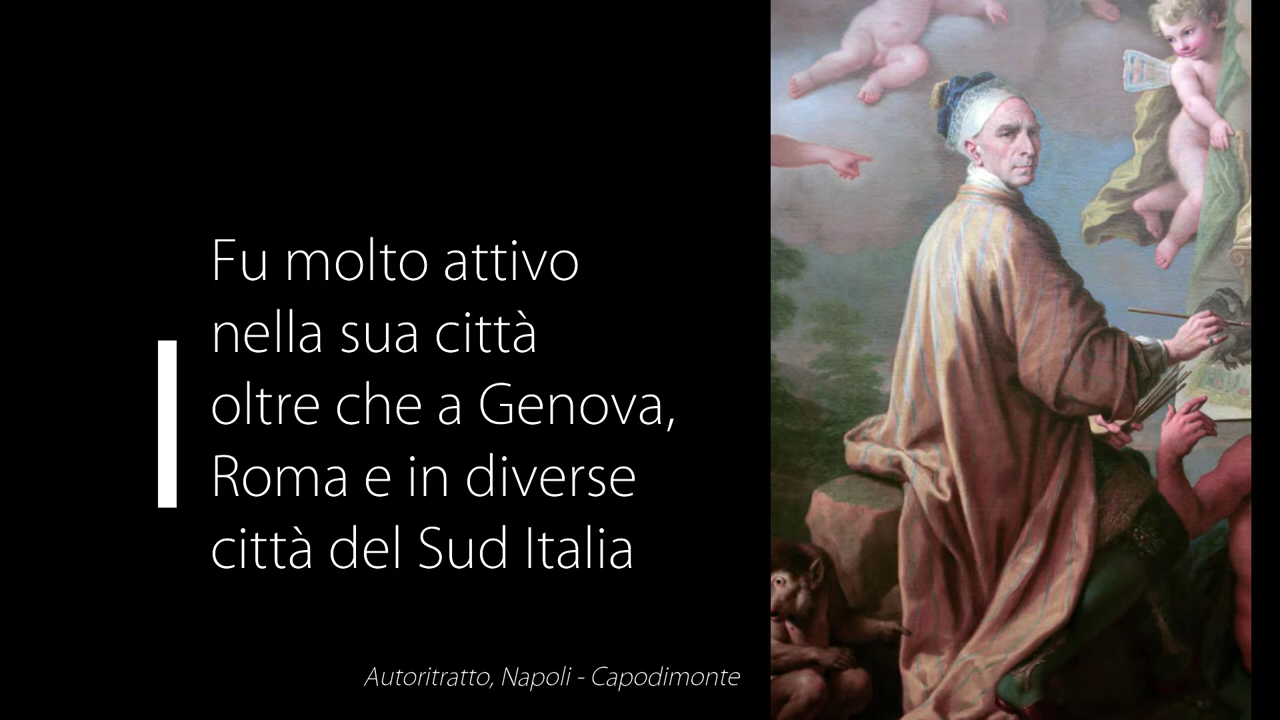 Fu molto attivo
nella sua città
oltre che a Genova,
Roma e in diverse
città del Sud Italia
Autoritratto, Napoli - Capodimonte